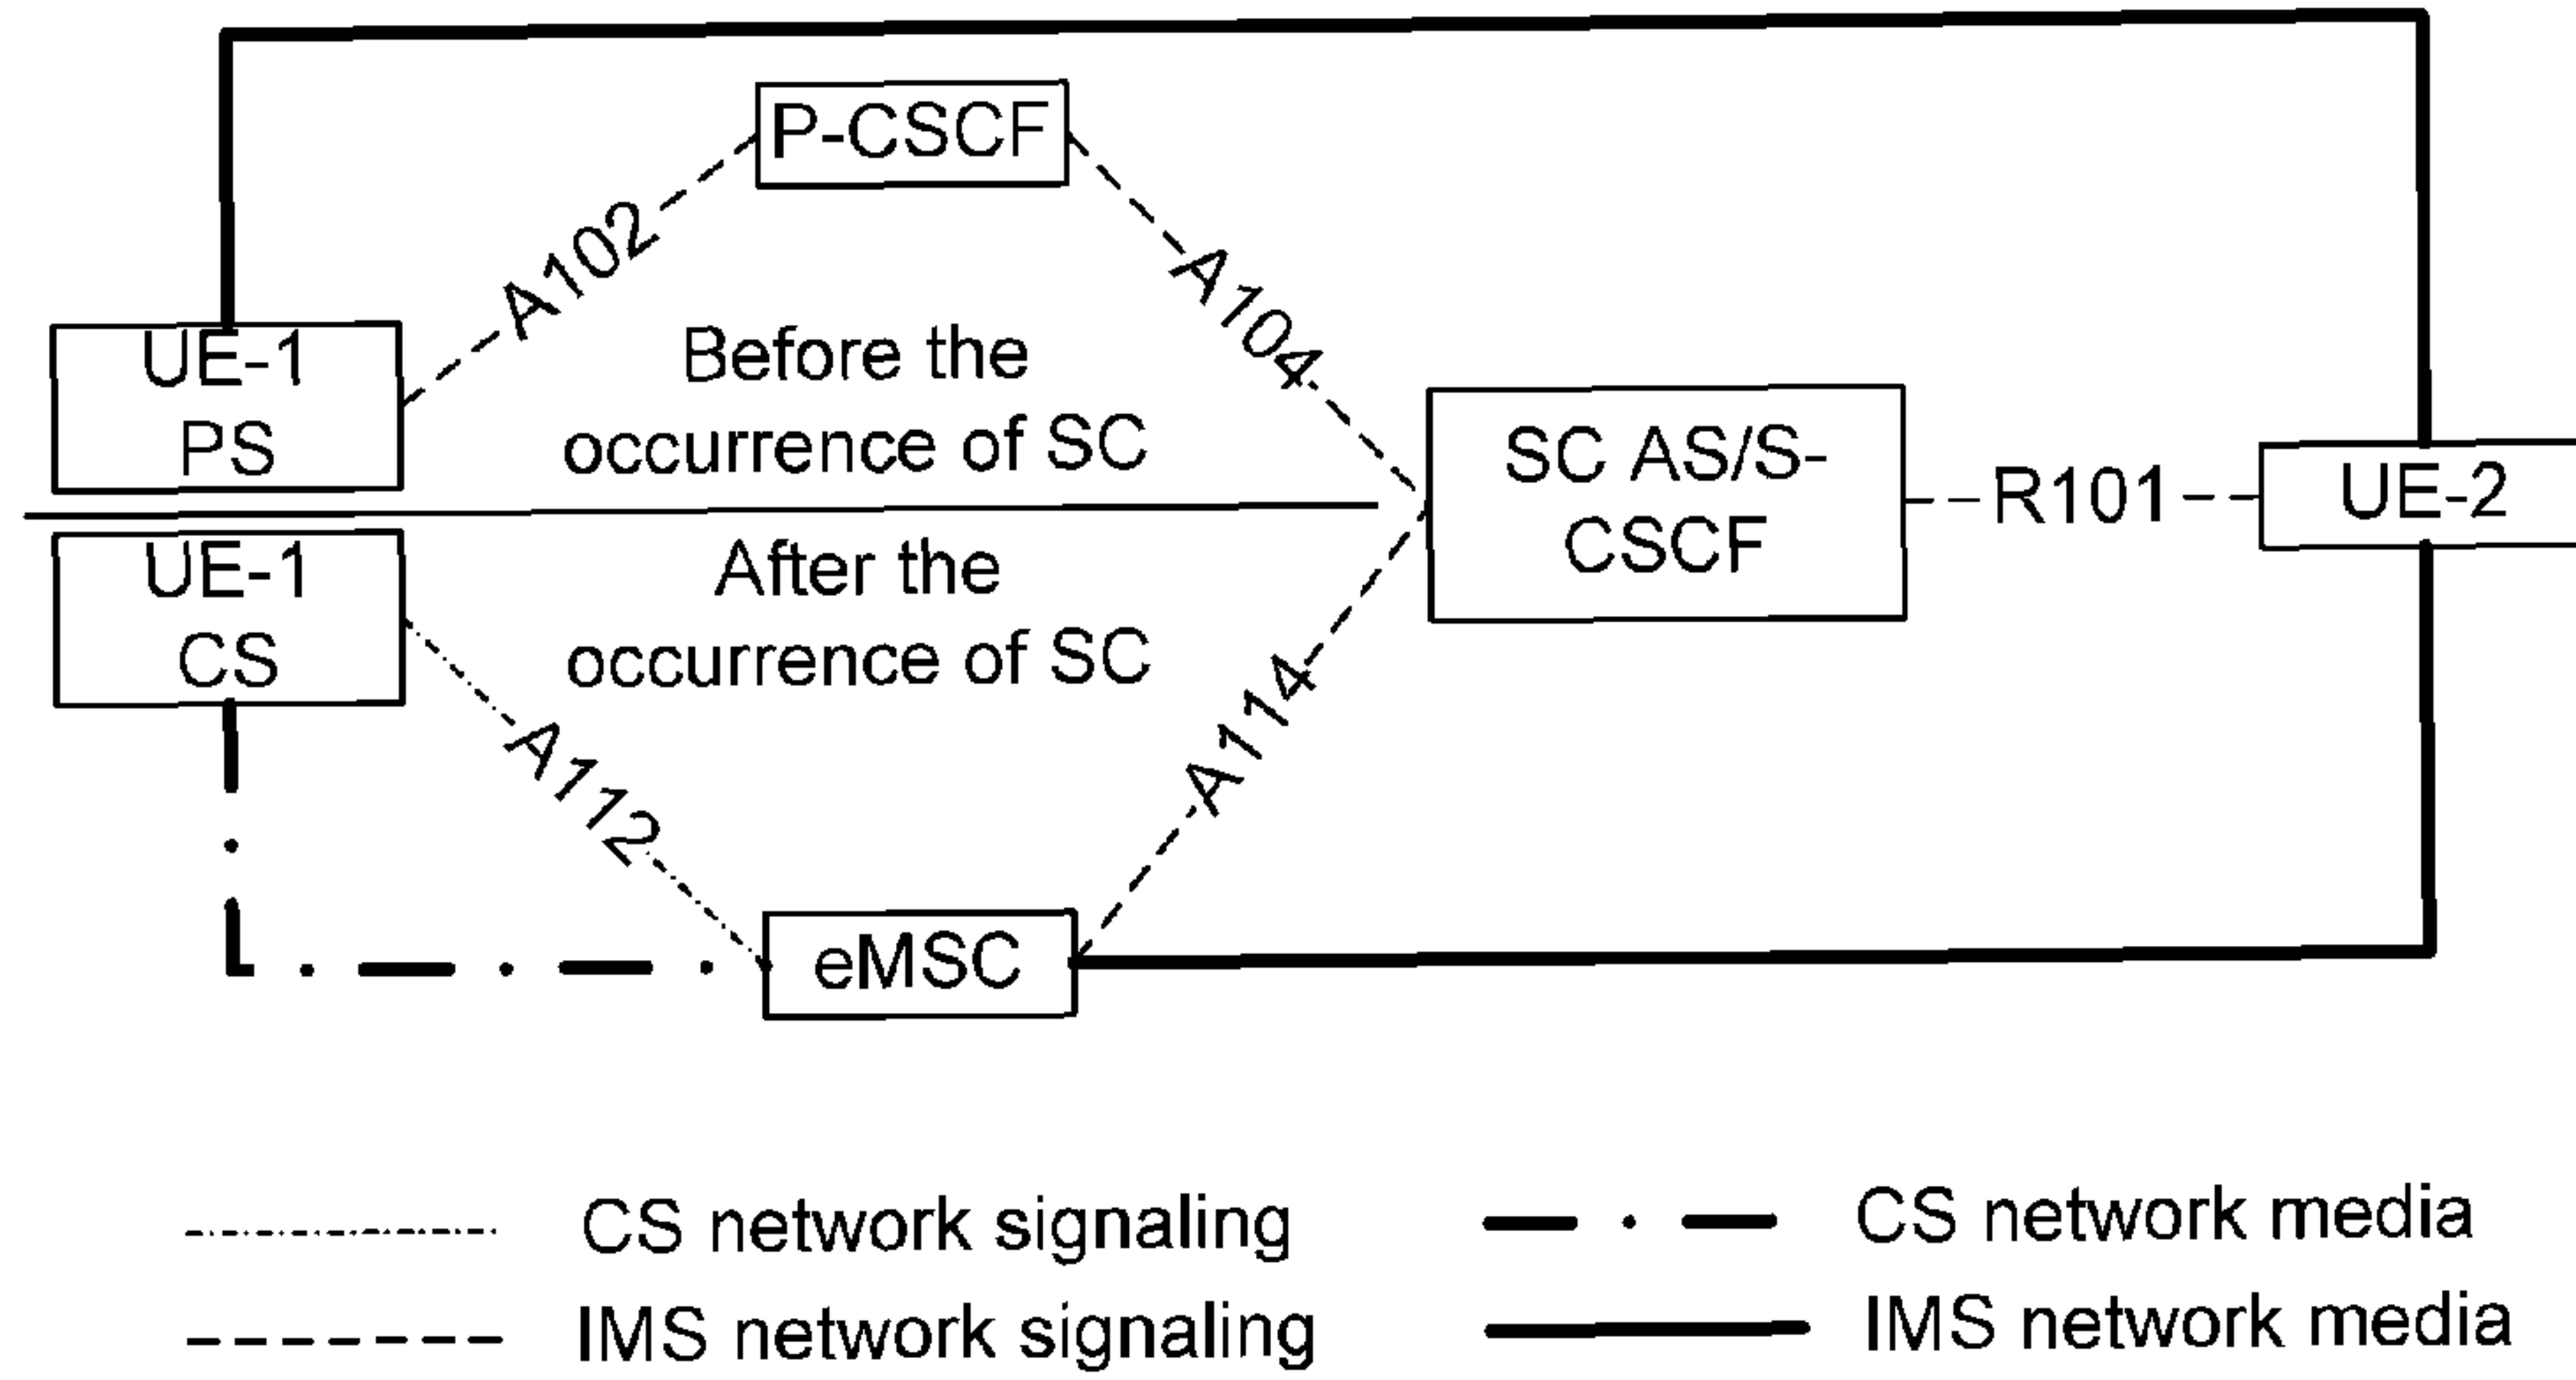 P-CSCF
A102
A104
UE-1
PS
Before the
occurrence of SC
SC AS/S-
CSCF
R101
UE-2
UE-1
CS
After the
occurrence of SC
A112
A114
eMSC
CS network signaling
CS network media
IMS network signaling
IMS network media